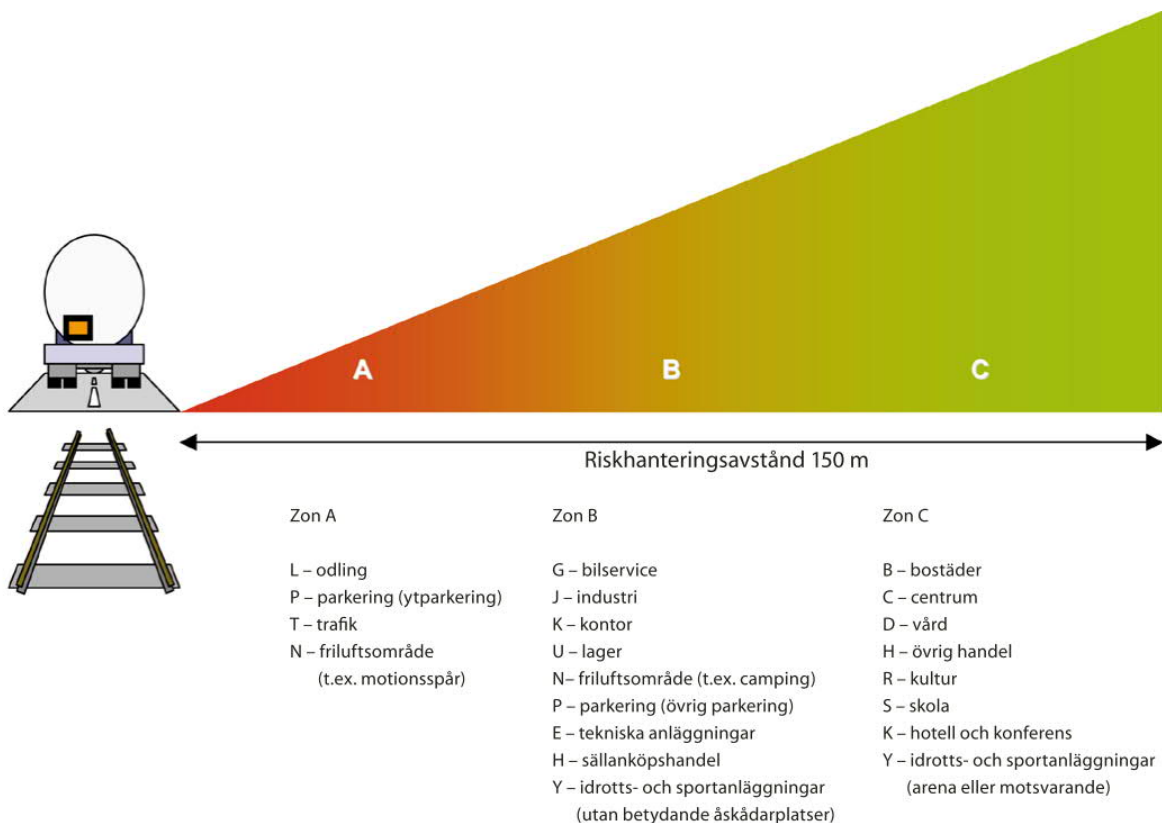 A
B
C
Riskhanteringsavstånd 150 m
Zon A
L – odling
P – parkering (ytparkering)
T – trafik
N – friluftsområde
(t.ex. motionsspår)
Zon B
G – bilservice
J – industri
K – kontor
U – lager
N– friluftsområde (t.ex. camping)
P – parkering (övrig parkering)
E – tekniska anläggningar
H – sällanköpshandel
Y – idrotts- och sportanläggningar
(utan betydande åskådarplatser)
Zon C
B – bostäder
C – centrum
D – vård
H – övrig handel
R – kultur
S – skola
K – hotell och konferens
Y – idrotts- och sportanläggningar
(arena eller motsvarande)